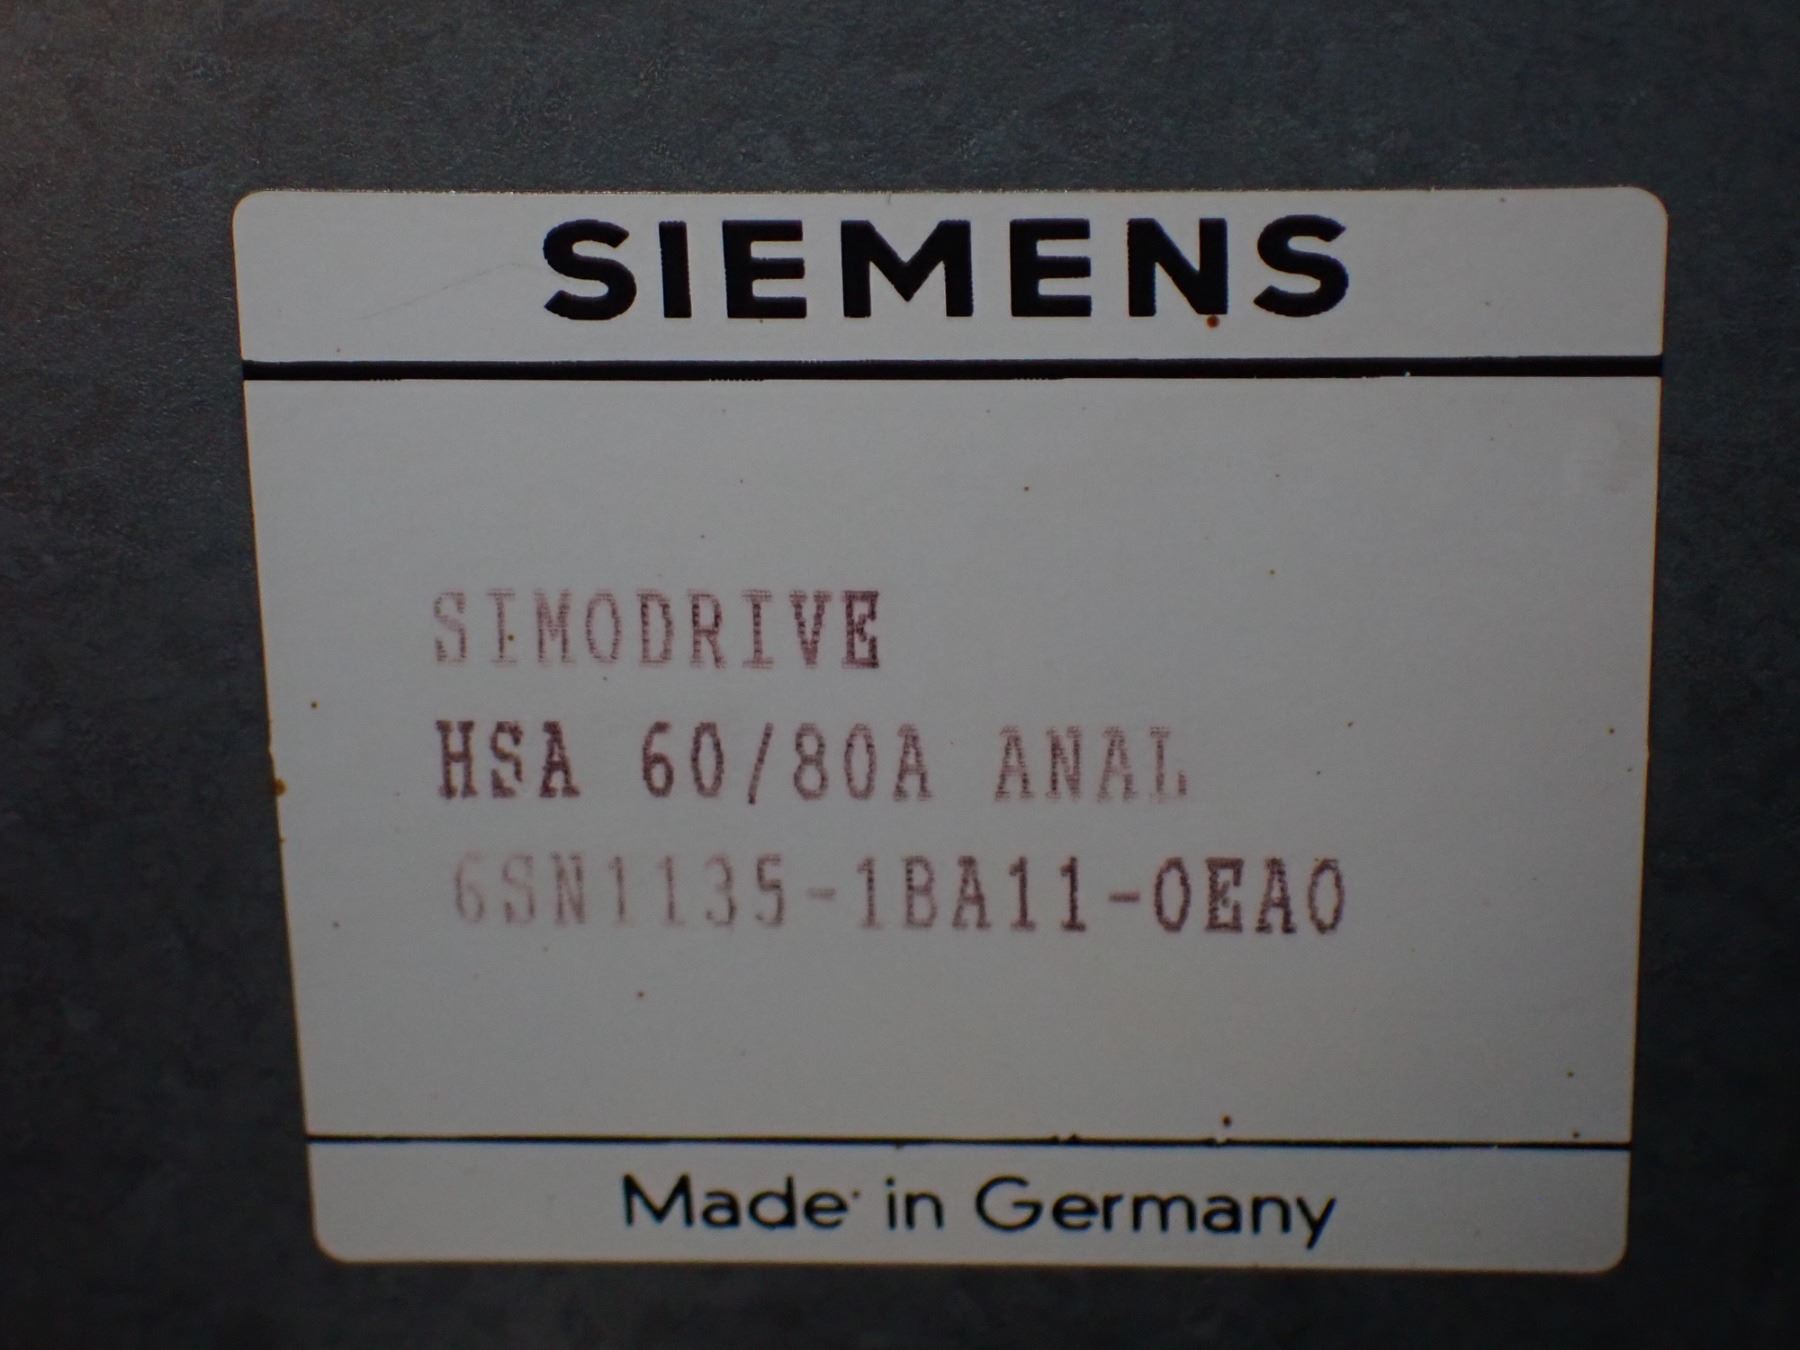 SIEMENS
SIMODRIVE
HSA 60/80A ANAL
6SN1135-1BA11-0EA0
Made in Germany